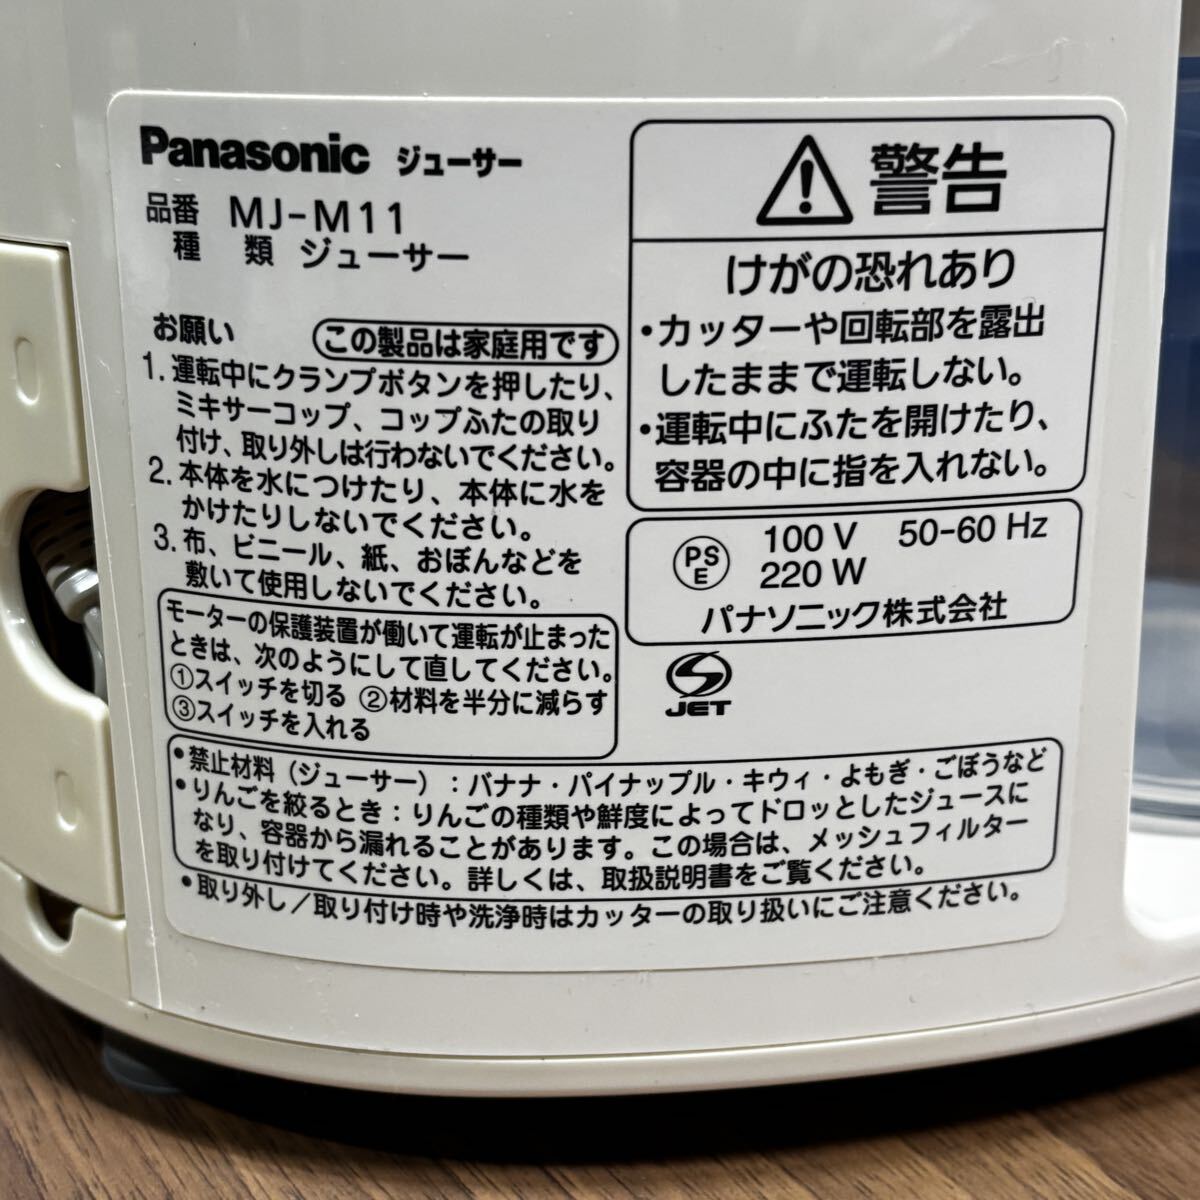 Panasonic ジューサー
品番 MJ-M11
種 類 ジューサー
お願い この製品は家庭用です
1. 運転中にクランプボタンを押したり、
ミキサーコップ、コップふたの取り
付け、取り外しは行わないでください。
2. 本体を水につけたり、本体に水を
かけたりしないでください。
3. 布、ビニール、紙、おぼんなどを
敷いて使用しないでください。
モーターの保護装置が働いて運転が止まった
ときは、次のようにして直してください。
①スイッチを切る ②材料を半分に減らす
③スイッチを入れる
⚠ 警告
けがの恐れあり
・カッターや回転部を露出
したままで運転しない。
・運転中にふたを開けたり、
容器の中に指を入れない。
PSE 100 V 50-60 Hz
220 W
パナソニック株式会社
JET
・禁止材料（ジューサー）：バナナ・パイナップル・キウィ・よもぎ・ごぼうなど
・りんごを絞るとき：りんごの種類や鮮度によってドロッとしたジュースに
なり、容器から漏れることがあります。この場合は、メッシュフィルター
を取り付けてください。詳しくは、取扱説明書をご覧ください。
・取り外し／取り付け時や洗浄時はカッターの取り扱いにご注意ください。